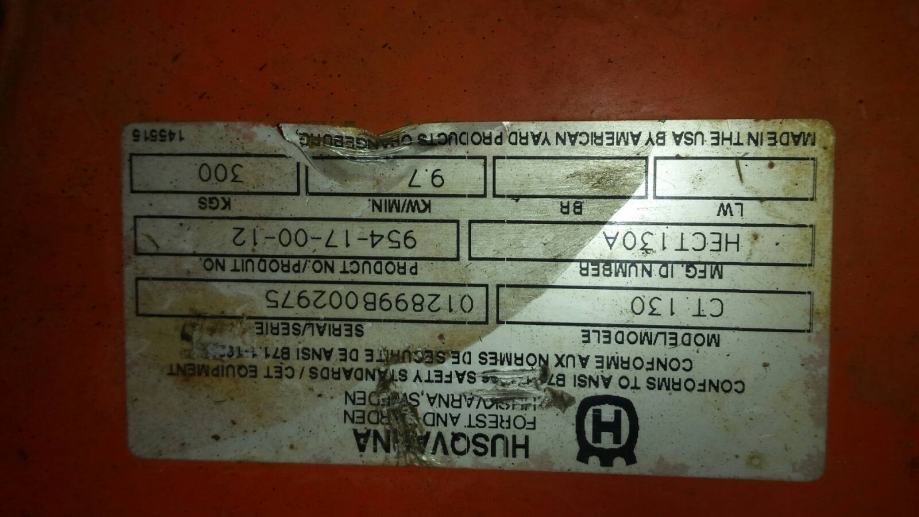 HUSQVARNA
FOREST AND GARDEN
HUSKVARNA, SWEDEN
CONFORMS TO ANSI SAFETY STANDARDS / CET EQUIPMENT
CONFORME AUX NORMES DE SECURITE DE ANSI B71.1-
MODEL/MODELE SERIAL/SERIE
CT 130 012899B002975
MFG. ID NUMBER PRODUCT NO./PRODUIT NO.
HECT130A 954-17-00-12
LW BR KW/MIN. KGS
9.7 300
MADE IN THE USA BY AMERICAN YARD PRODUCTS ORANGEBURG, 145515
H